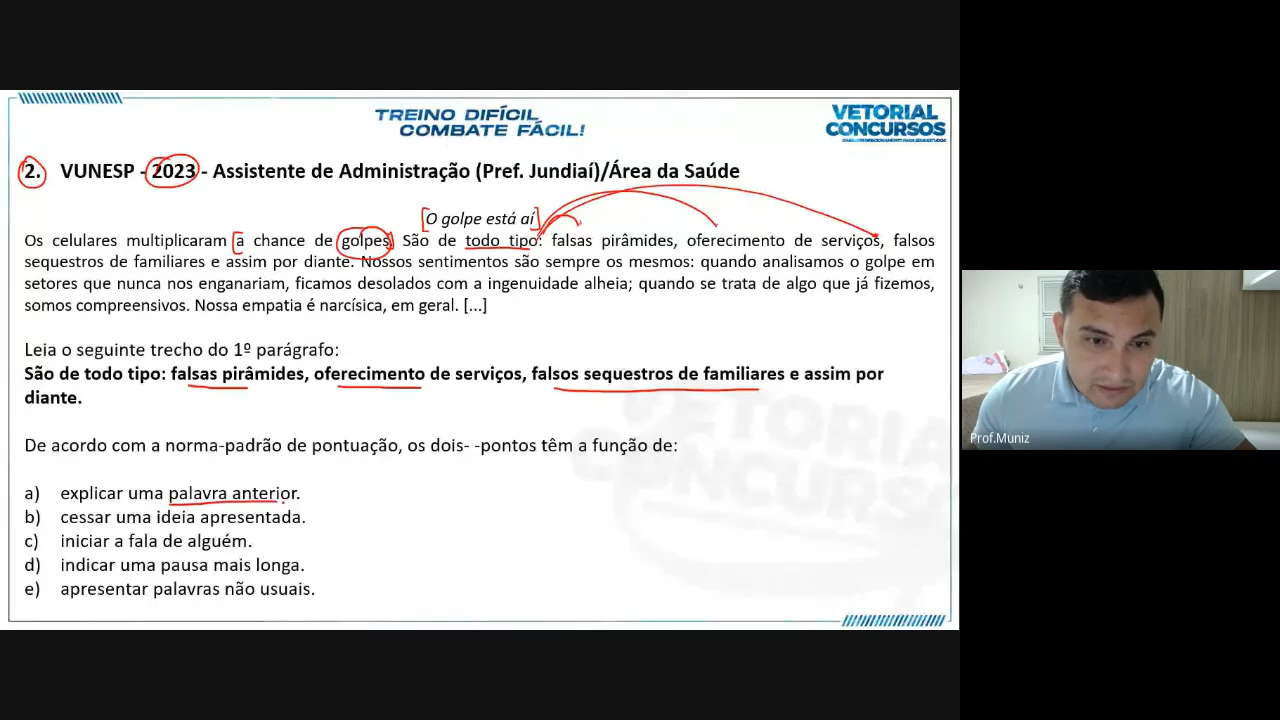 TREINO DIFÍCIL
COMBATE FÁCIL!
VETORIAL
CONCURSOS
2. VUNESP - 2023 - Assistente de Administração (Pref. Jundiaí)/Área da Saúde
O golpe está aí
Os celulares multiplicaram a chance de golpes. São de todo tipo: falsas pirâmides, oferecimento de serviços, falsos
sequestros de familiares e assim por diante. Nossos sentimentos são sempre os mesmos: quando analisamos o golpe em
setores que nunca nos enganariam, ficamos desolados com a ingenuidade alheia; quando se trata de algo que já fizemos,
somos compreensivos. Nossa empatia é narcísica, em geral. [...]
Leia o seguinte trecho do 1º parágrafo:
São de todo tipo: falsas pirâmides, oferecimento de serviços, falsos sequestros de familiares e assim por
diante.
De acordo com a norma-padrão de pontuação, os dois- -pontos têm a função de:
a) explicar uma palavra anterior.
b) cessar uma ideia apresentada.
c) iniciar a fala de alguém.
d) indicar uma pausa mais longa.
e) apresentar palavras não usuais.
VETORIAL
CONCURSOS
Prof.Muniz